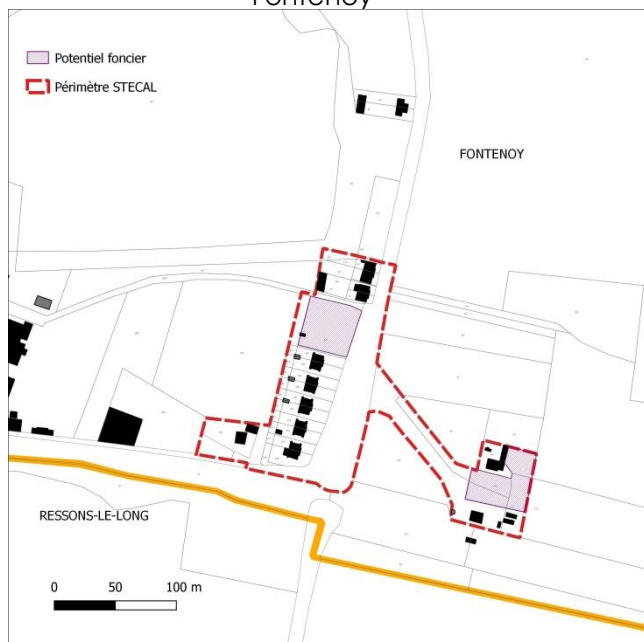 Fontenoy
Potentiel foncier
Périmètre STECAL
FONTENOY
RESSONS-LE-LONG
0 50 100 m